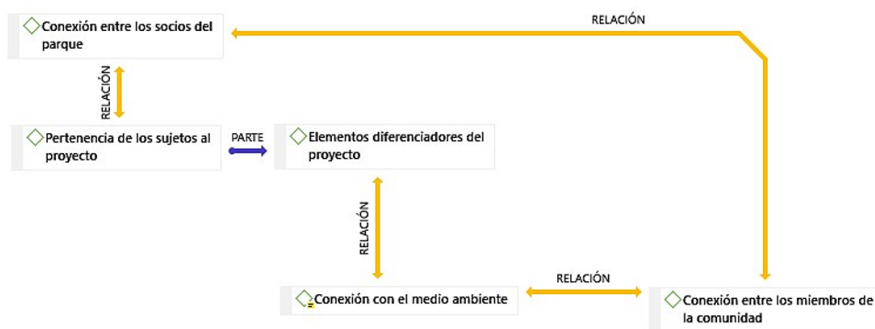 RELACIÓN
Conexión entre los socios del
parque
RELACIÓN
Pertenencia de los sujetos al
proyecto
PARTE
Elementos diferenciadores del
proyecto
RELACIÓN
Conexión con el medio ambiente
RELACIÓN
Conexión entre los miembros de
la comunidad